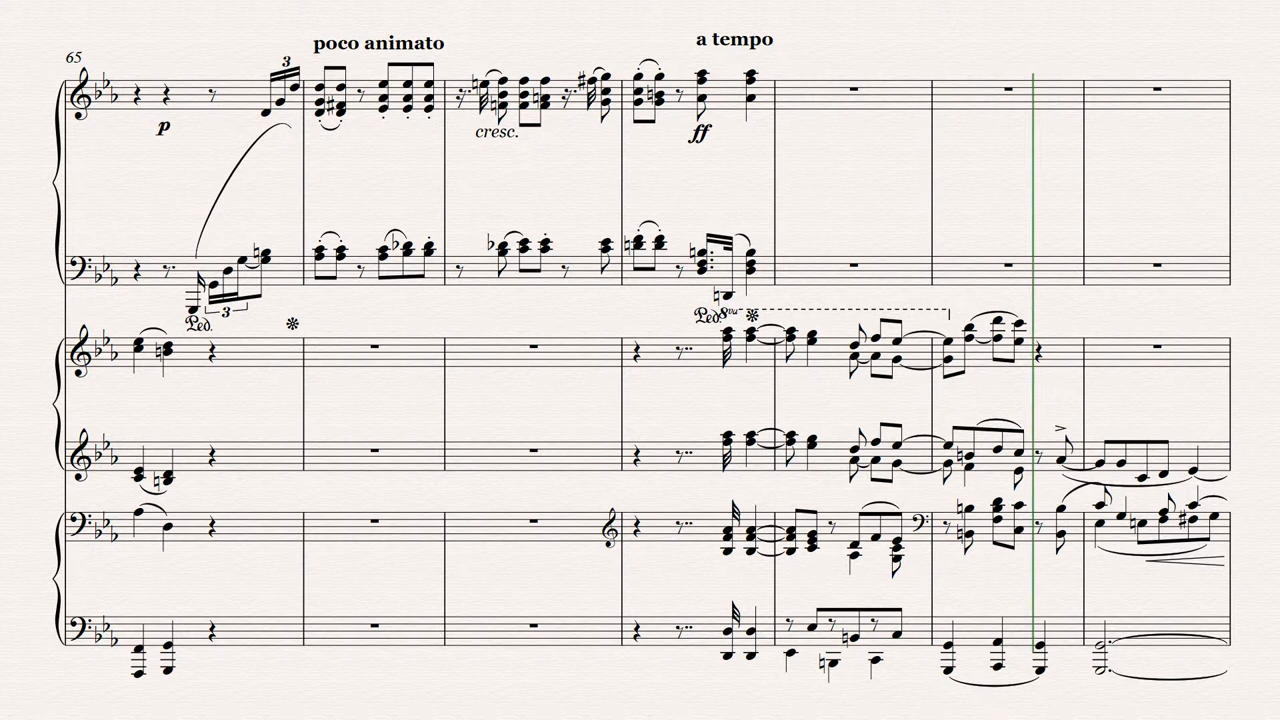 65
poco animato
a tempo
3
p
cresc.
ff
3
Ped.
Ped.
8va